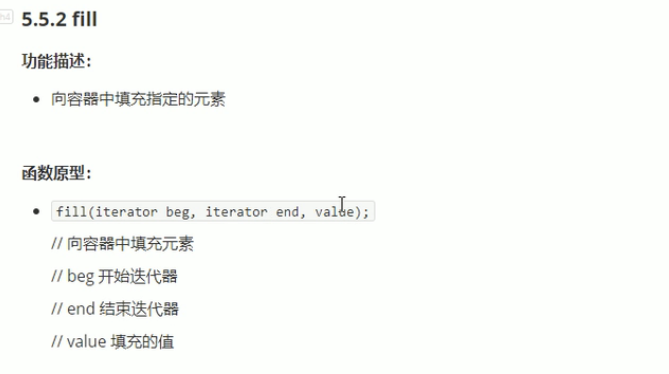 h4
5.5.2 fill
功能描述：
向容器中填充指定的元素
函数原型：
fill(iterator beg, iterator end, value);
// 向容器中填充元素
// beg 开始迭代器
// end 结束迭代器
// value 填充的值